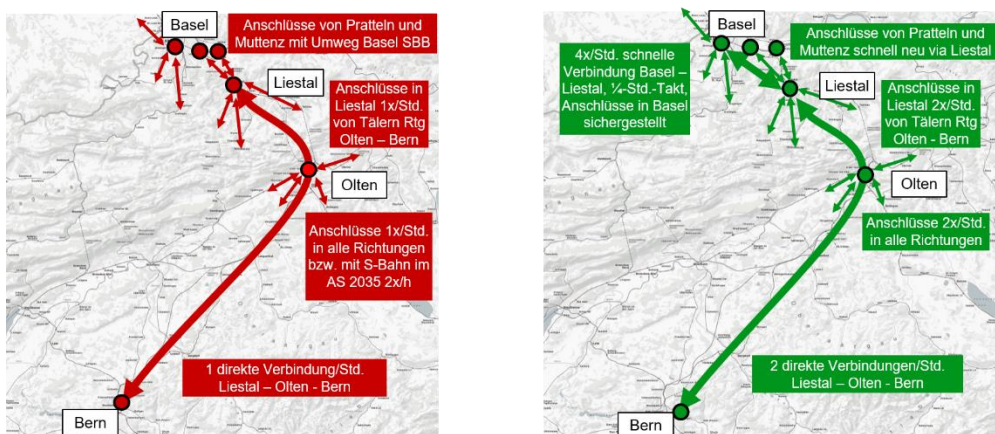 Basel
Anschlüsse von Pratteln und
Muttenz mit Umweg Basel SBB
Liestal
Anschlüsse in
Liestal 1x/Std.
von Tälern Rtg
Olten – Bern
Olten
Anschlüsse 1x/Std.
in alle Richtungen
bzw. mit S-Bahn im
AS 2035 2x/h
1 direkte Verbindung/Std.
Liestal – Olten - Bern
Bern
Basel
Anschlüsse von Pratteln und
Muttenz schnell neu via Liestal
4x/Std. schnelle
Verbindung Basel –
Liestal, ¼-Std.-Takt,
Anschlüsse in Basel
sichergestellt
Liestal
Anschlüsse in
Liestal 2x/Std.
von Tälern Rtg
Olten - Bern
Olten
Anschlüsse 2x/Std.
in alle Richtungen
2 direkte Verbindungen/Std.
Liestal – Olten - Bern
Bern